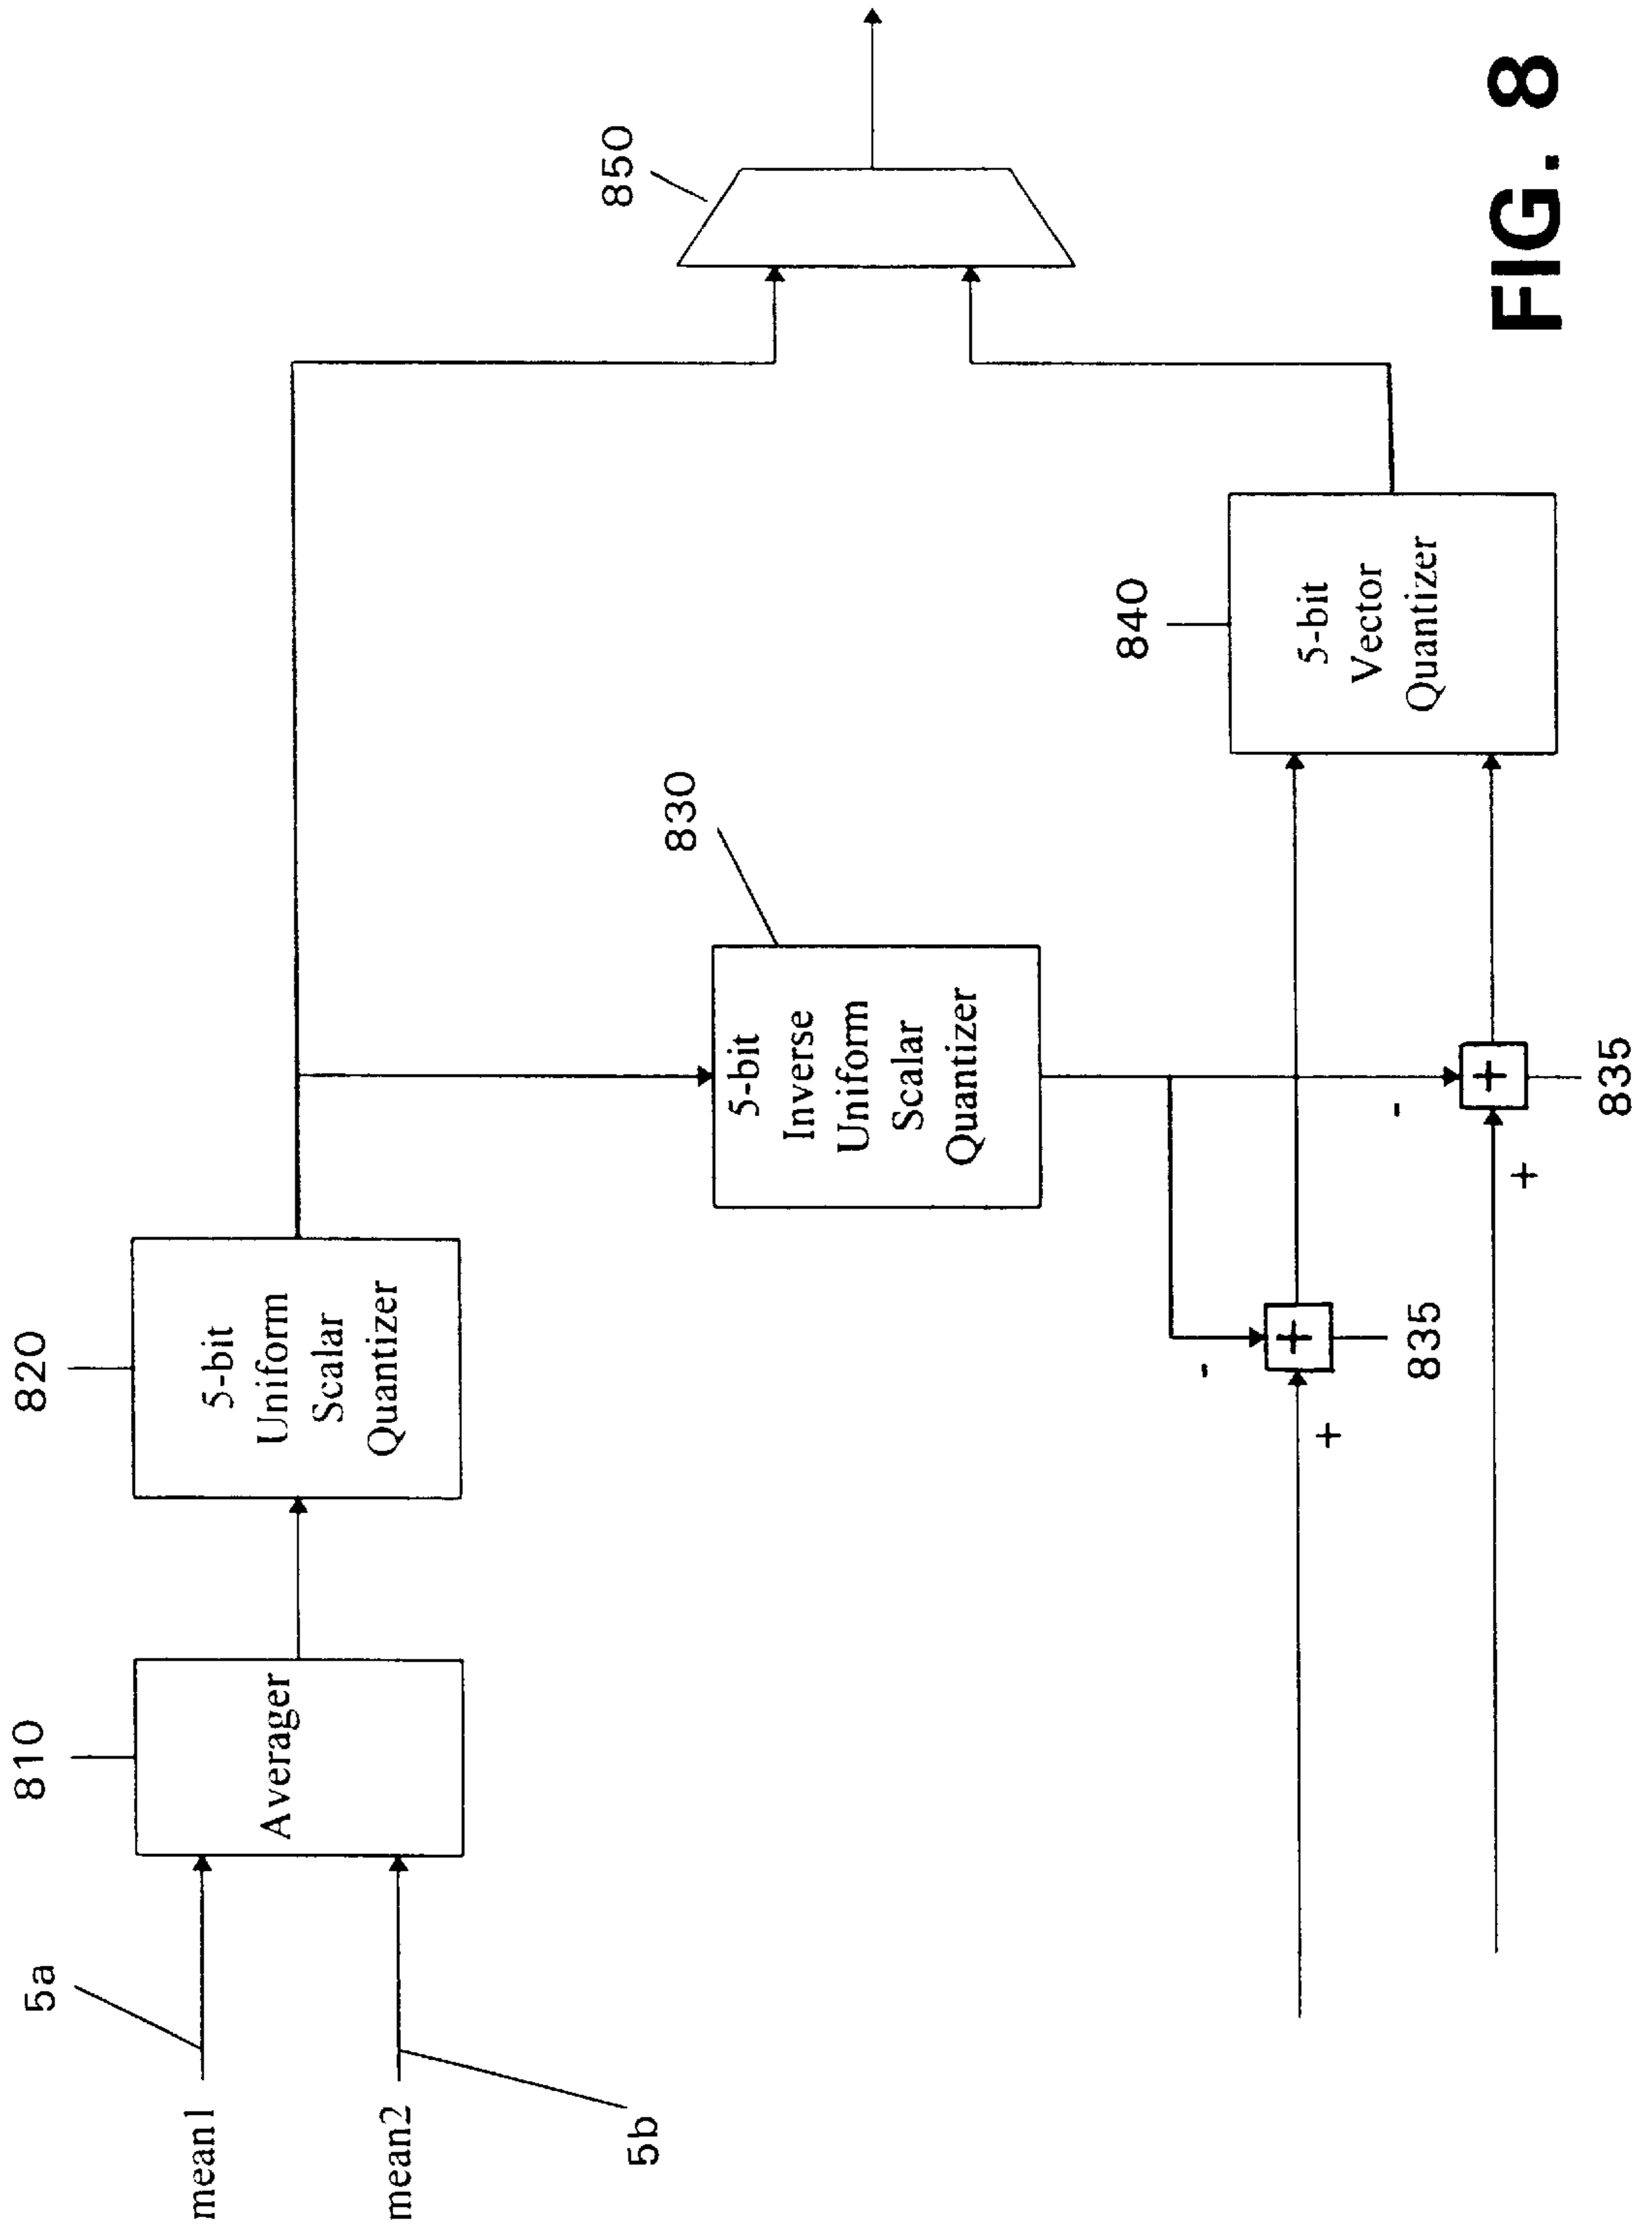 810
820
5a
mean1
mean2
5b
Averager
5-bit
Uniform
Scalar
Quantizer
850
830
5-bit
Inverse
Uniform
Scalar
Quantizer
840
5-bit
Vector
Quantizer
-
+
+
835
-
+
+
835
FIG. 8